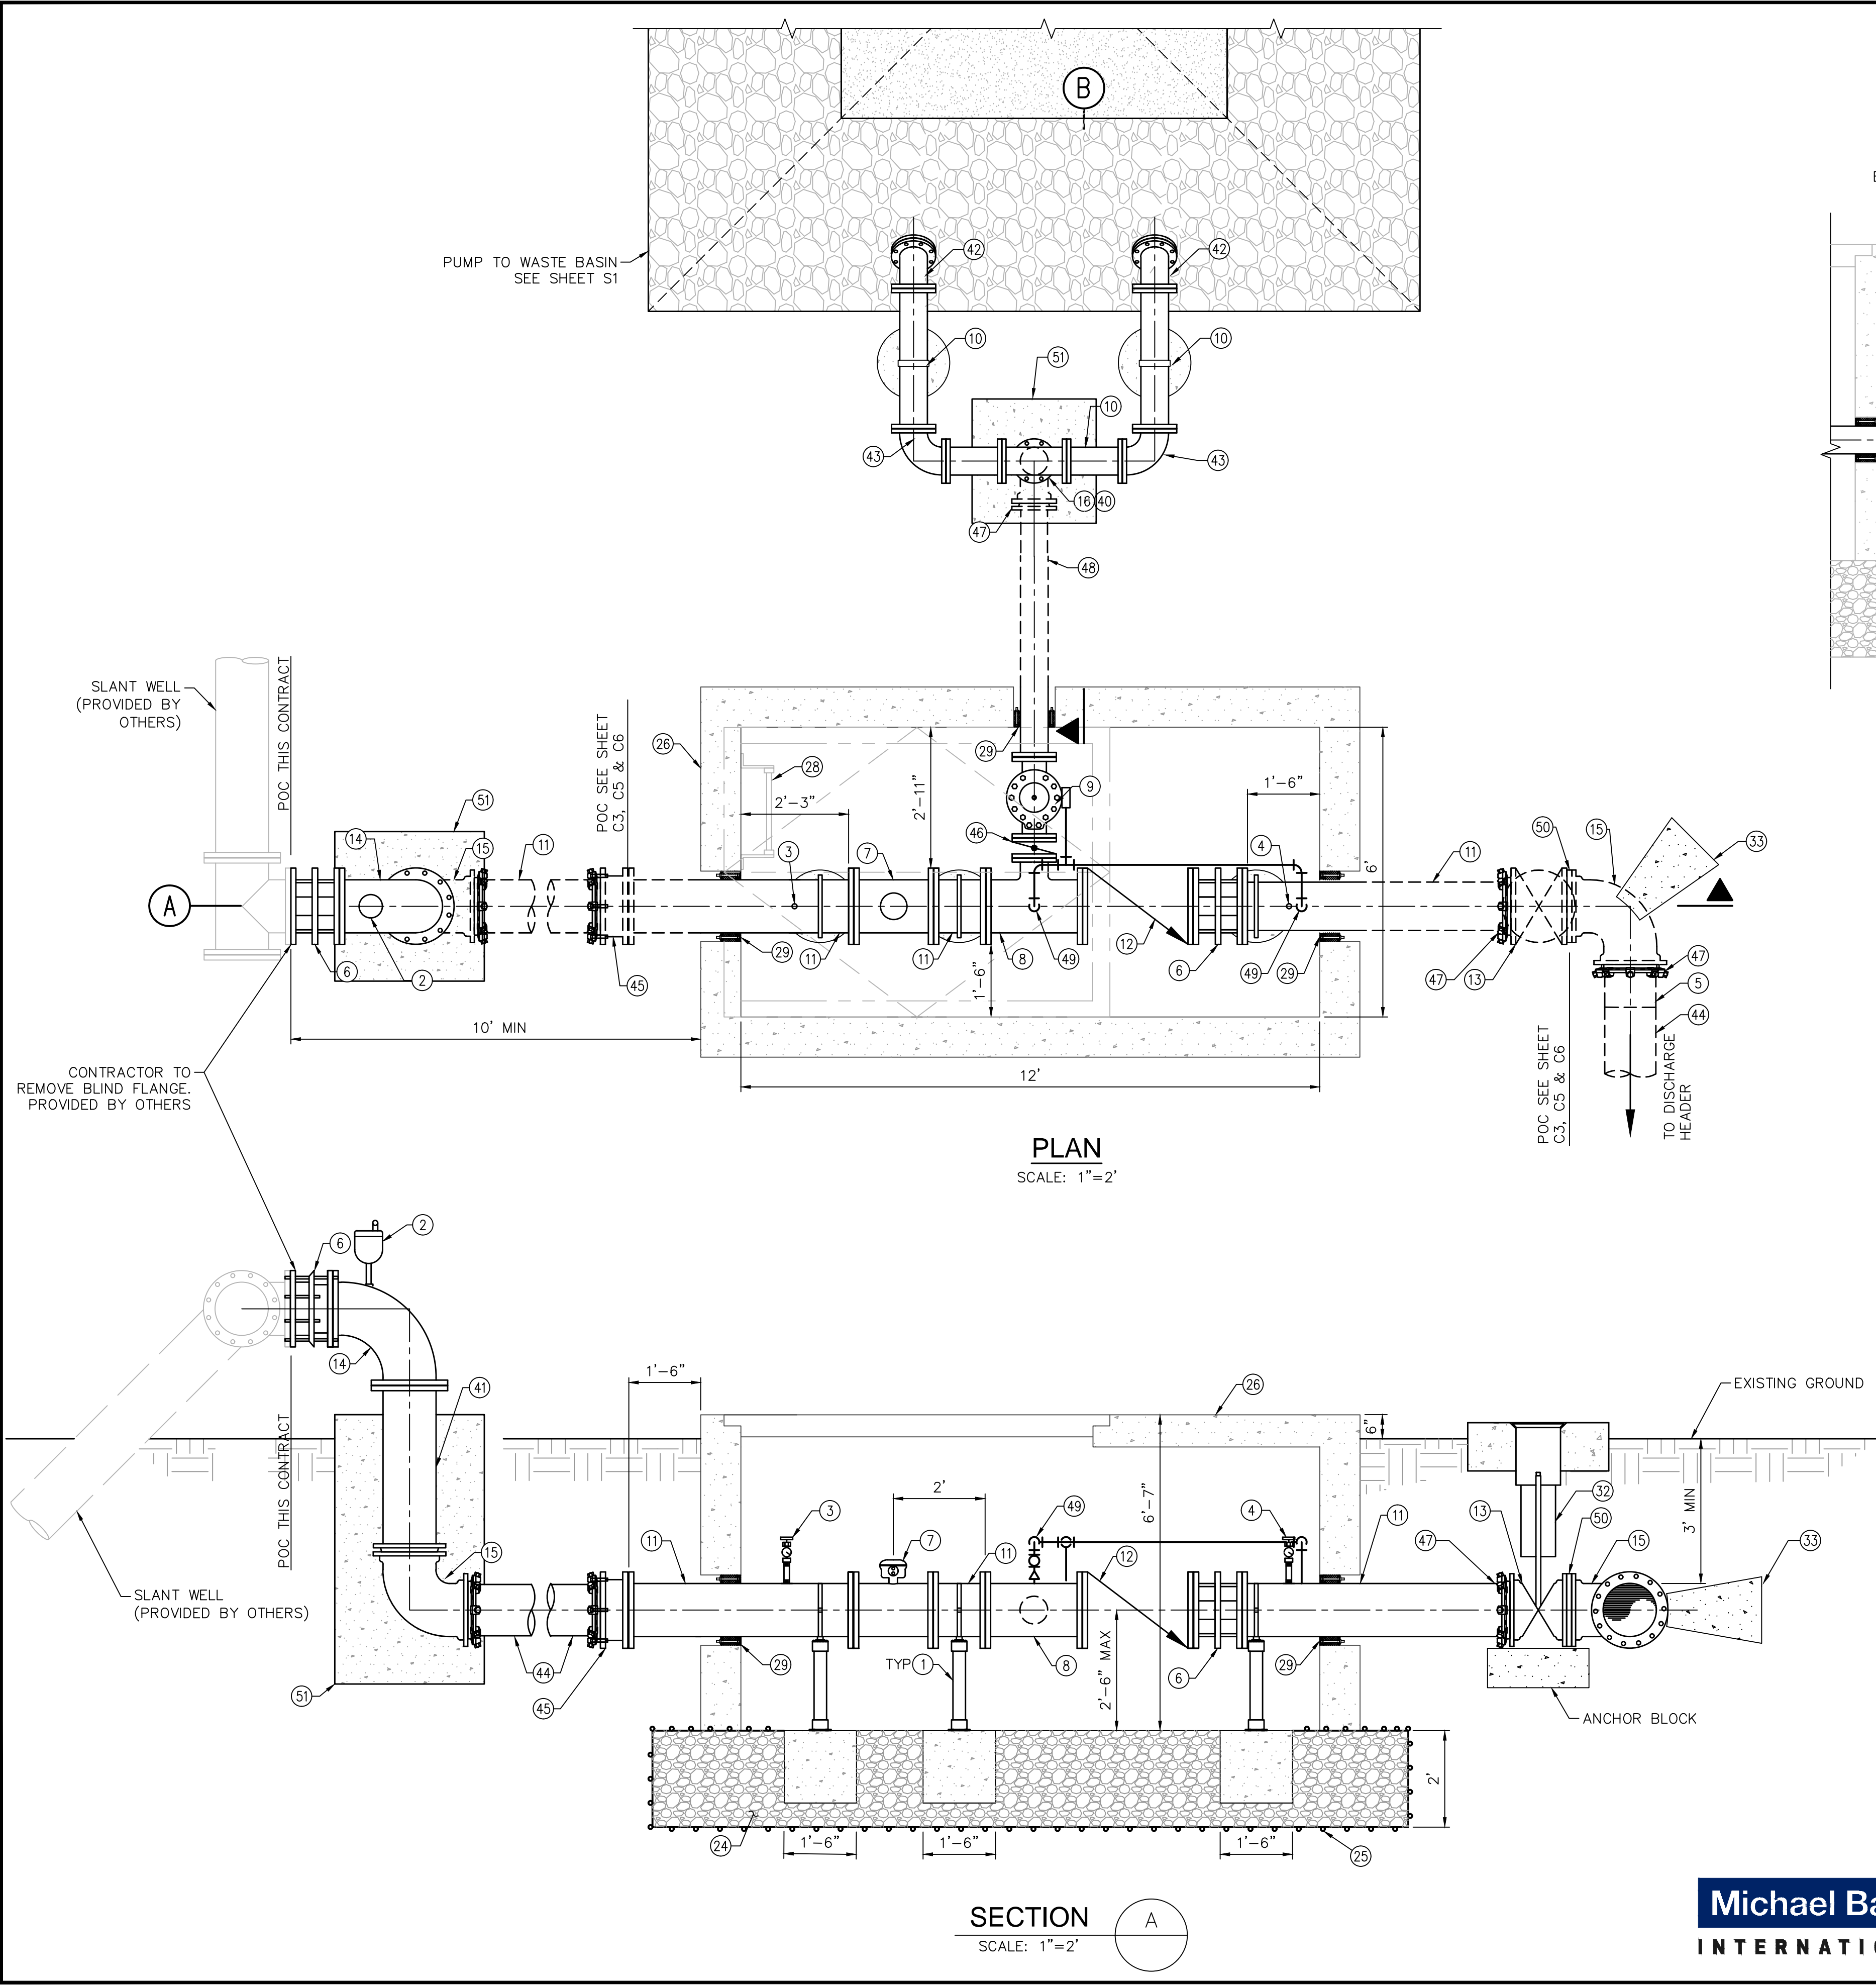 B
E
PUMP TO WASTE BASIN
SEE SHEET S1
42
42
10
10
51
10
43
43
16
40
47
48
SLANT WELL
(PROVIDED BY
OTHERS)
POC THIS CONTRACT
POC SEE SHEET
C3, C5 & C6
26
28
29
9
2'-3"
2'-11"
1'-6"
6'
51
14
15
11
3
7
46
4
11
50
15
33
A
6
2
45
29
11
11
8
49
12
6
49
29
47
13
47
5
44
1'-6"
10' MIN
12'
CONTRACTOR TO
REMOVE BLIND FLANGE.
PROVIDED BY OTHERS
POC SEE SHEET
C3, C5 & C6
TO DISCHARGE
HEADER
PLAN
SCALE: 1"=2'
2
6
14
41
1'-6"
26
6"
EXISTING GROUND
POC THIS CONTRACT
2'
6'-7"
3' MIN
3
49
4
11
13
32
50
15
33
15
11
7
11
12
47
SLANT WELL
(PROVIDED BY OTHERS)
44
45
51
29
TYP 1
8
2'-6" MAX
6
29
ANCHOR BLOCK
2'
24
1'-6"
1'-6"
1'-6"
25
SECTION
A
SCALE: 1"=2'
Michael Ba
INTERNATI